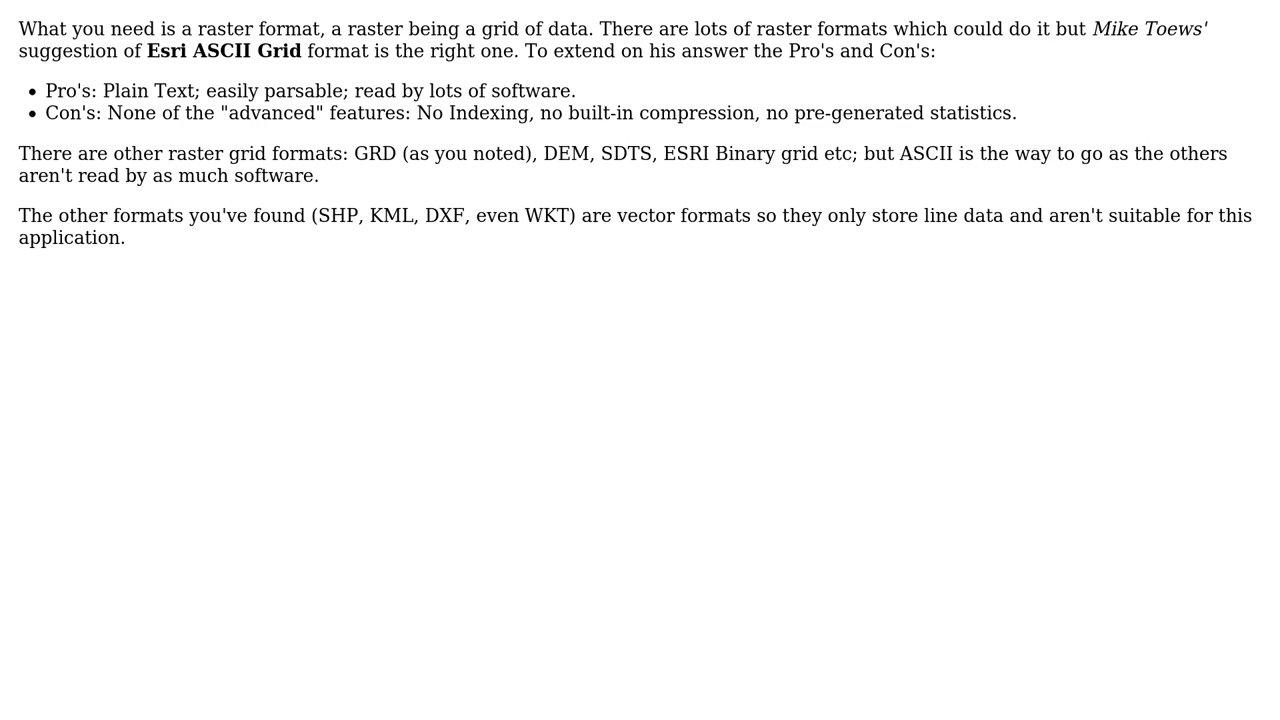 What you need is a raster format, a raster being a grid of data. There are lots of raster formats which could do it but Mike Toews'
suggestion of Esri ASCII Grid format is the right one. To extend on his answer the Pro's and Con's:
• Pro's: Plain Text; easily parsable; read by lots of software.
• Con's: None of the "advanced" features: No Indexing, no built-in compression, no pre-generated statistics.
There are other raster grid formats: GRD (as you noted), DEM, SDTS, ESRI Binary grid etc; but ASCII is the way to go as the others
aren't read by as much software.
The other formats you've found (SHP, KML, DXF, even WKT) are vector formats so they only store line data and aren't suitable for this
application.